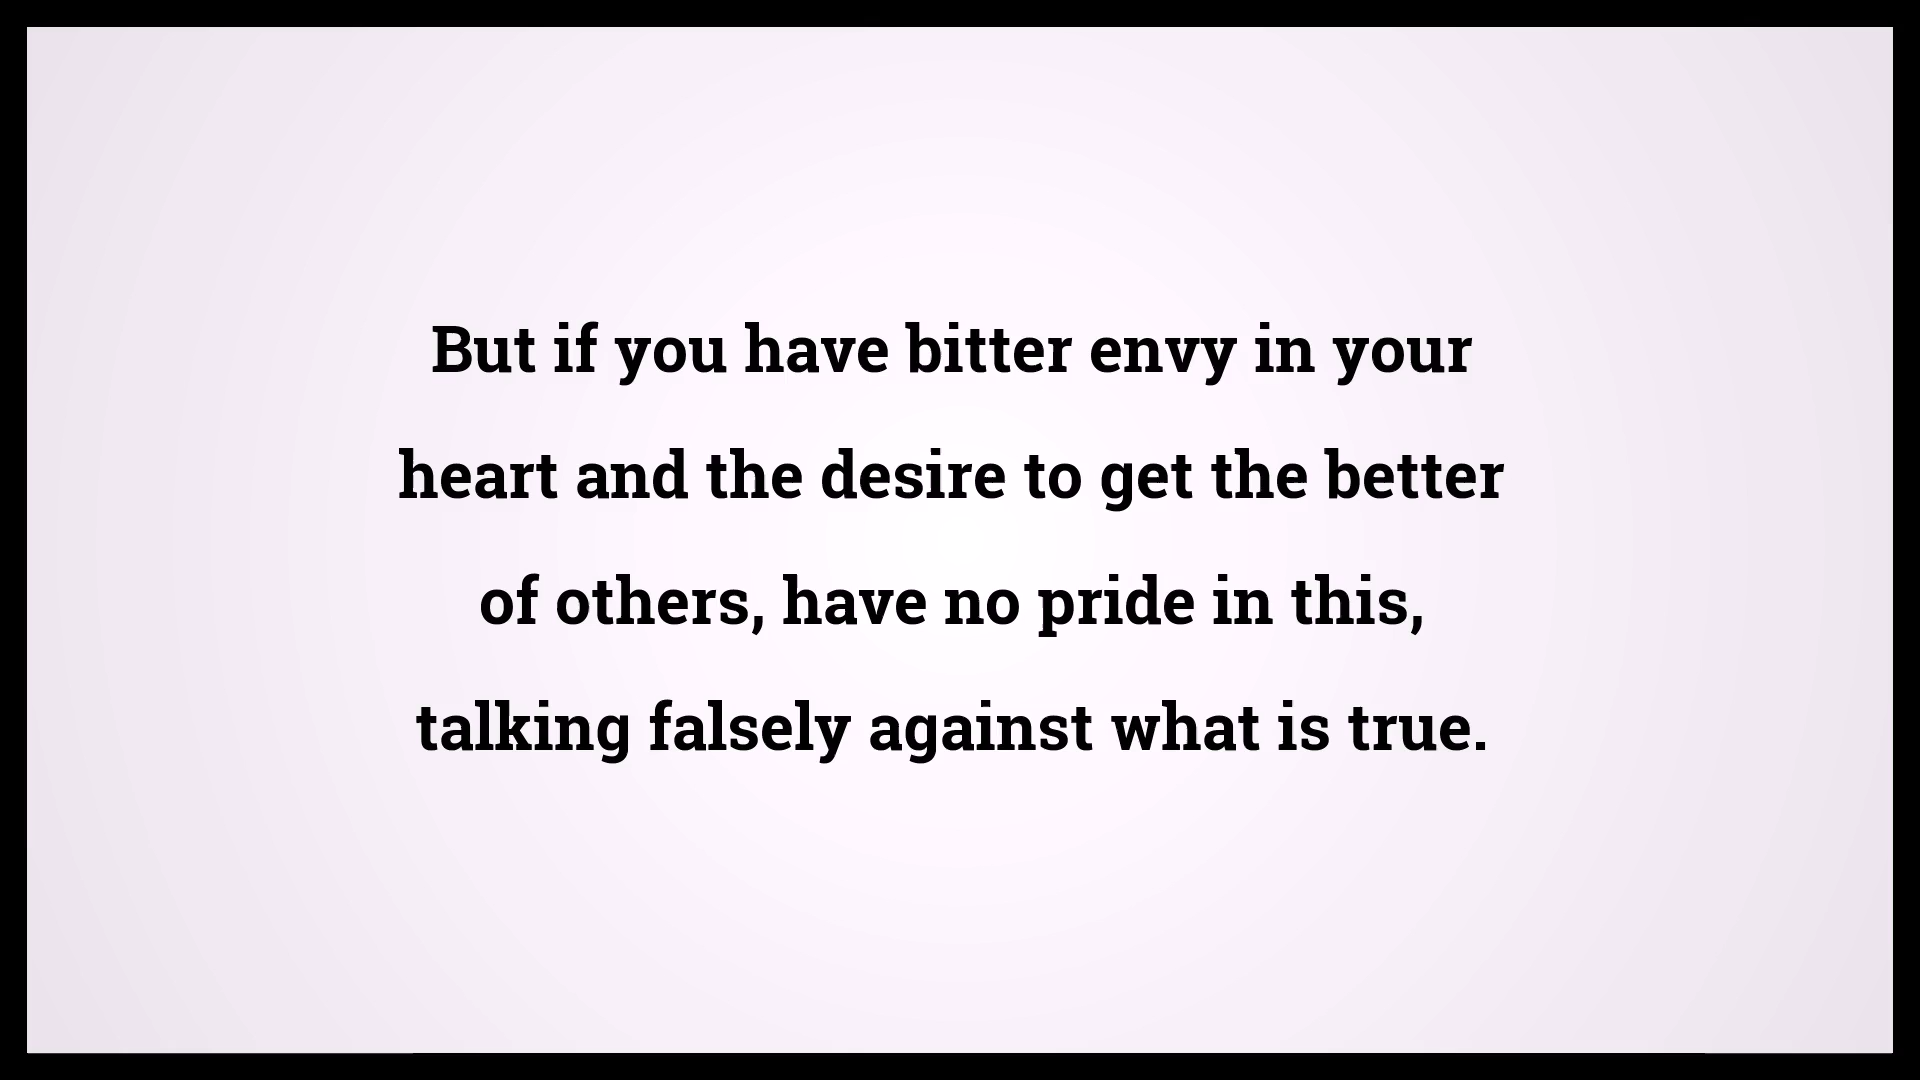 But if you have bitter envy in your
heart and the desire to get the better
of others, have no pride in this,
talking falsely against what is true.